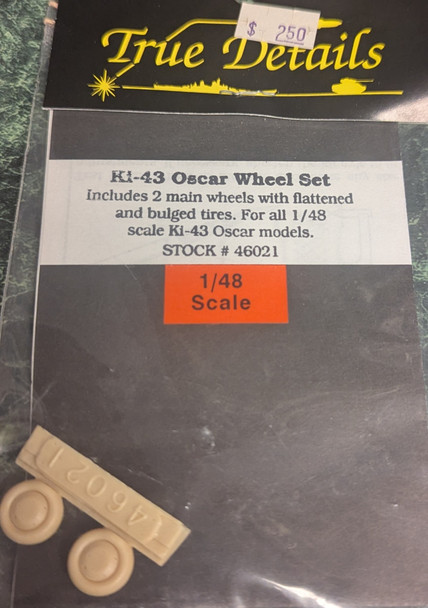 $ 250
True Details
Ki-43 Oscar Wheel Set
Includes 2 main wheels with flattened
and bulged tires. For all 1/48
scale Ki-43 Oscar models.
STOCK # 46021
1/48
Scale
46021